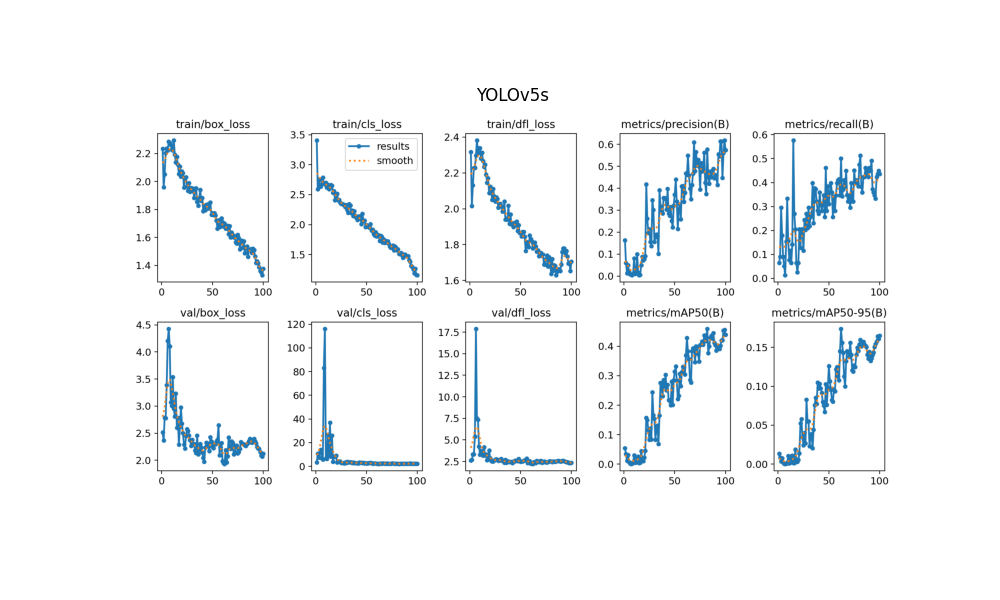 YOLOv5s
train/box_loss train/cls_loss train/dfl_loss metrics/precision(B) metrics/recall(B)
2.2 2.0 1.8 1.6 1.4
0 50 100
3.5 3.0 2.5 2.0 1.5
results
smooth
0 50 100
2.4 2.2 2.0 1.8 1.6
0 50 100
0.6 0.5 0.4 0.3 0.2 0.1 0.0
0 50 100
0.6 0.5 0.4 0.3 0.2 0.1 0.0
0 50 100
val/box_loss val/cls_loss val/dfl_loss metrics/mAP50(B) metrics/mAP50-95(B)
4.5 4.0 3.5 3.0 2.5 2.0
0 50 100
120 100 80 60 40 20 0
0 50 100
17.5 15.0 12.5 10.0 7.5 5.0 2.5
0 50 100
0.4 0.3 0.2 0.1 0.0
0 50 100
0.15 0.10 0.05 0.00
0 50 100